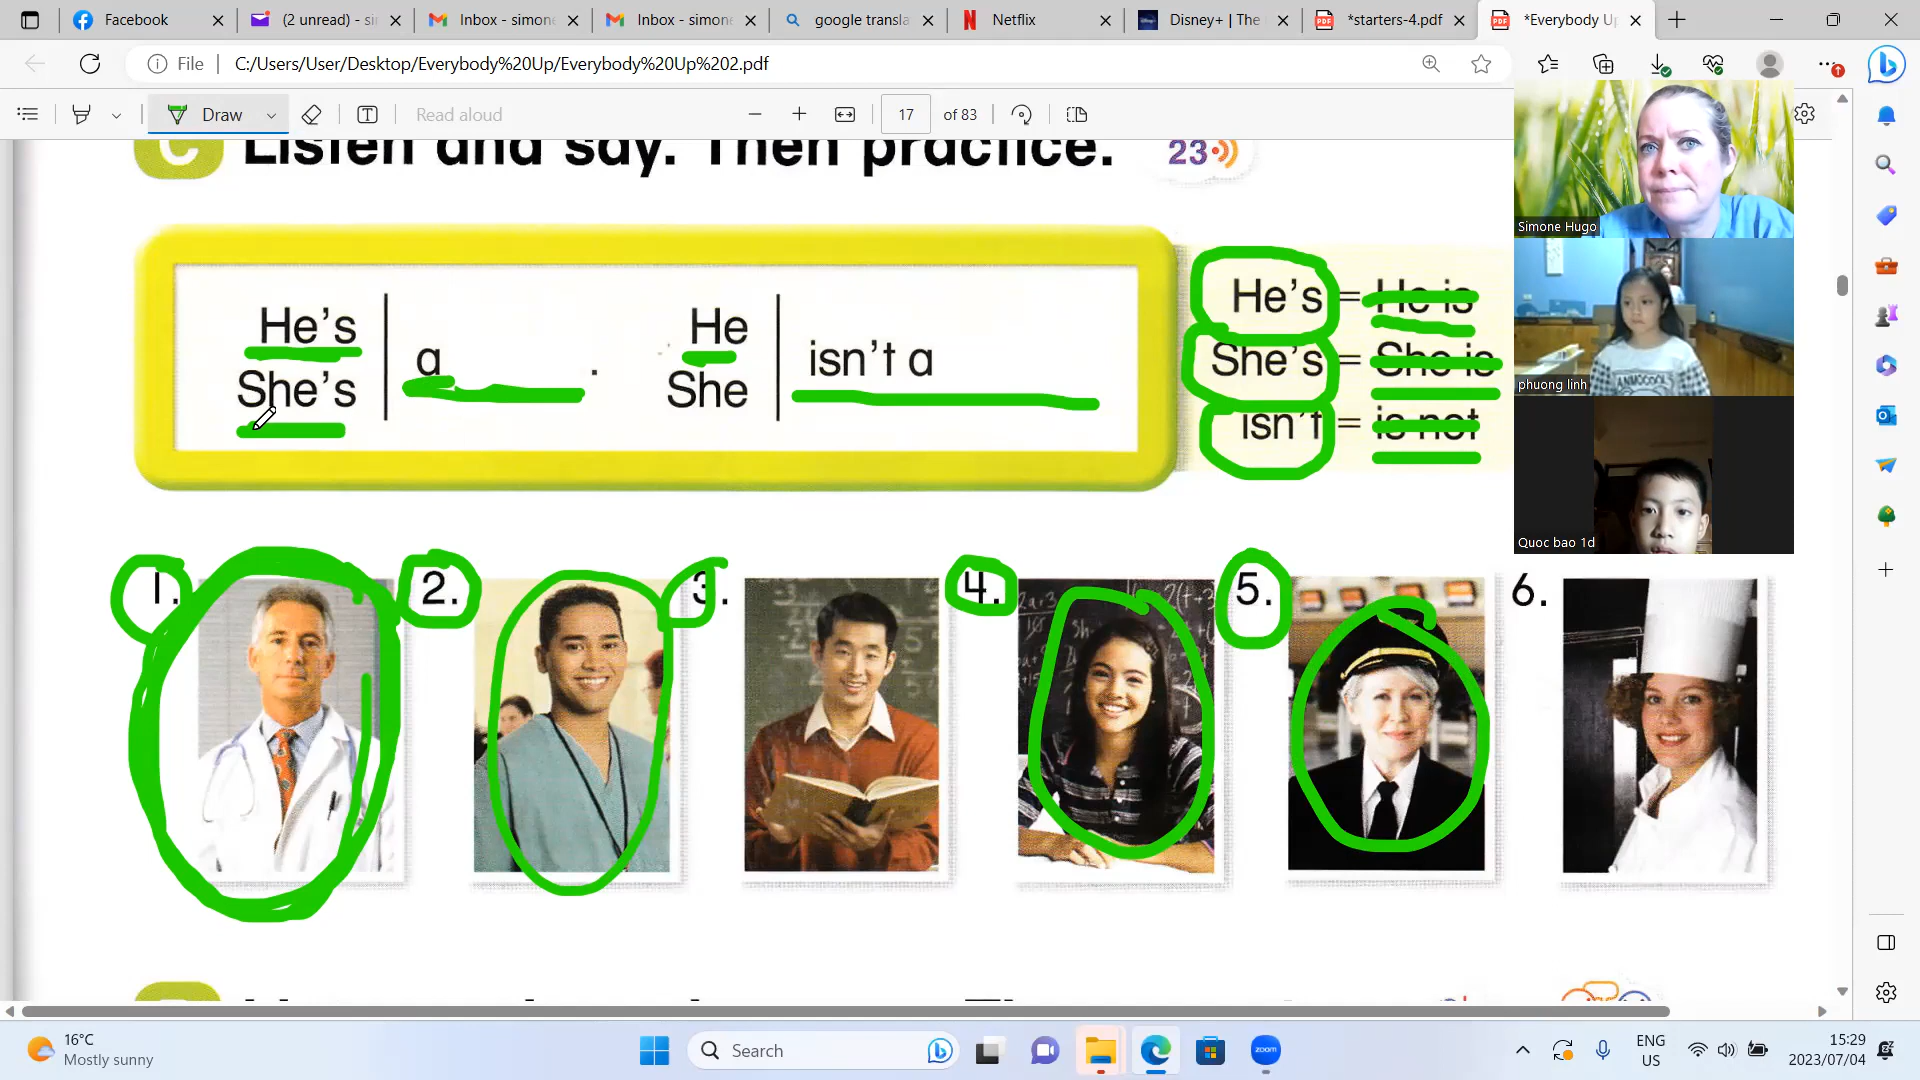 Facebook
(2 unread) - si
Inbox - simon
Inbox - simon
google transla
Netflix
Disney+ | The
*starters-4.pdf
*Everybody Up
File
C:/Users/User/Desktop/Everybody%20Up/Everybody%20Up%202.pdf
Draw
Read aloud
17 of 83
C Listen and say. Then practice. 23
He's
She's
a .
He
She
isn't a
He's = He is
She's = She is
isn't = is not
Simone Hugo
phuong linh
Quoc bao 1d
1. 2. 3. 4. 5. 6.
16°C
Mostly sunny
Search
zoom
ENG
US
15:29
2023/07/04